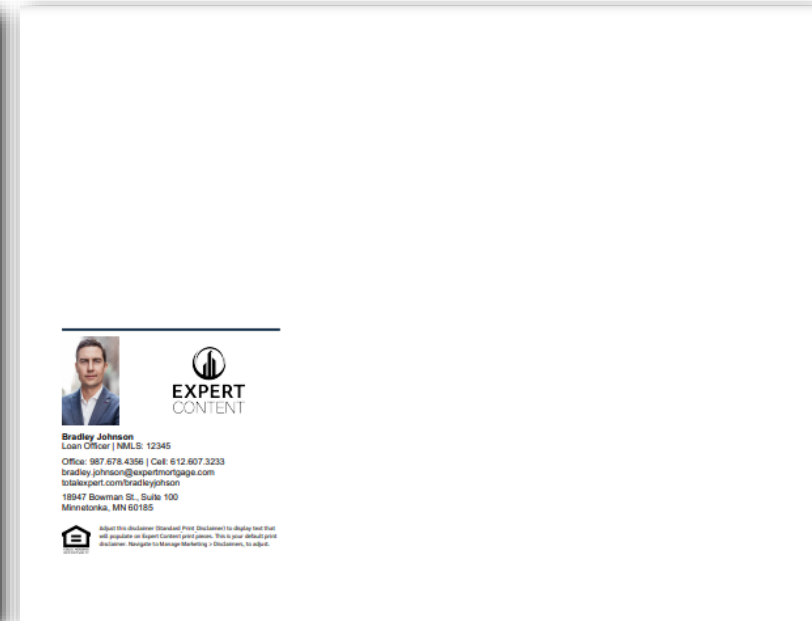 EXPERT
CONTENT
Bradley Johnson
Loan Officer | NMLS: 12345
Office: 987.678.4356 | Cell: 612.607.3233
bradley.johnson@expertmortgage.com
totalexpert.com/bradleyjohson
18947 Bowman St., Suite 100
Minnetonka, MN 60185
Adjust this disclaimer (Standard Print Disclaimer) to display text that
will populate on Expert Content print pieces. This is your default print
disclaimer. Navigate to Manage Marketing > Disclaimers, to adjust.